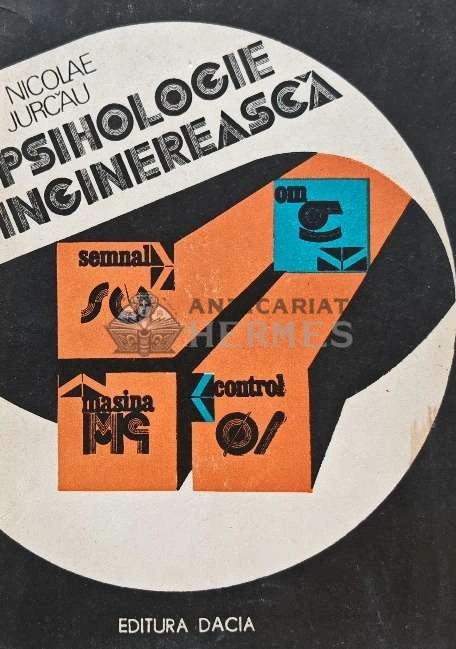 NICOLAE
JURCĂU
PSIHOLOGIE
INGINEREASCĂ
om
semnal
ANTICARIAT
HERMES
mașina
control
EDITURA DACIA